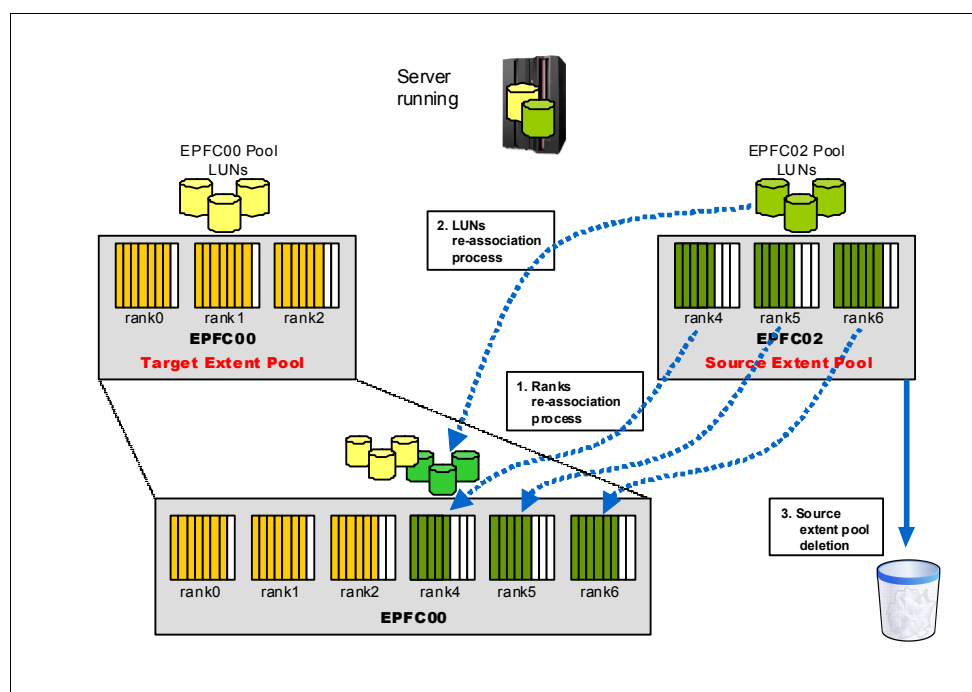 Server
running
EPFC00 Pool
LUNs
EPFC02 Pool
LUNs
2. LUNs
re-association
process
rank0
rank1
rank2
EPFC00
Target Extent Pool
rank4
rank5
rank6
EPFC02
Source Extent Pool
1. Ranks
re-association
process
3. Source
extent pool
deletion
rank0
rank1
rank2
rank4
rank5
rank6
EPFC00